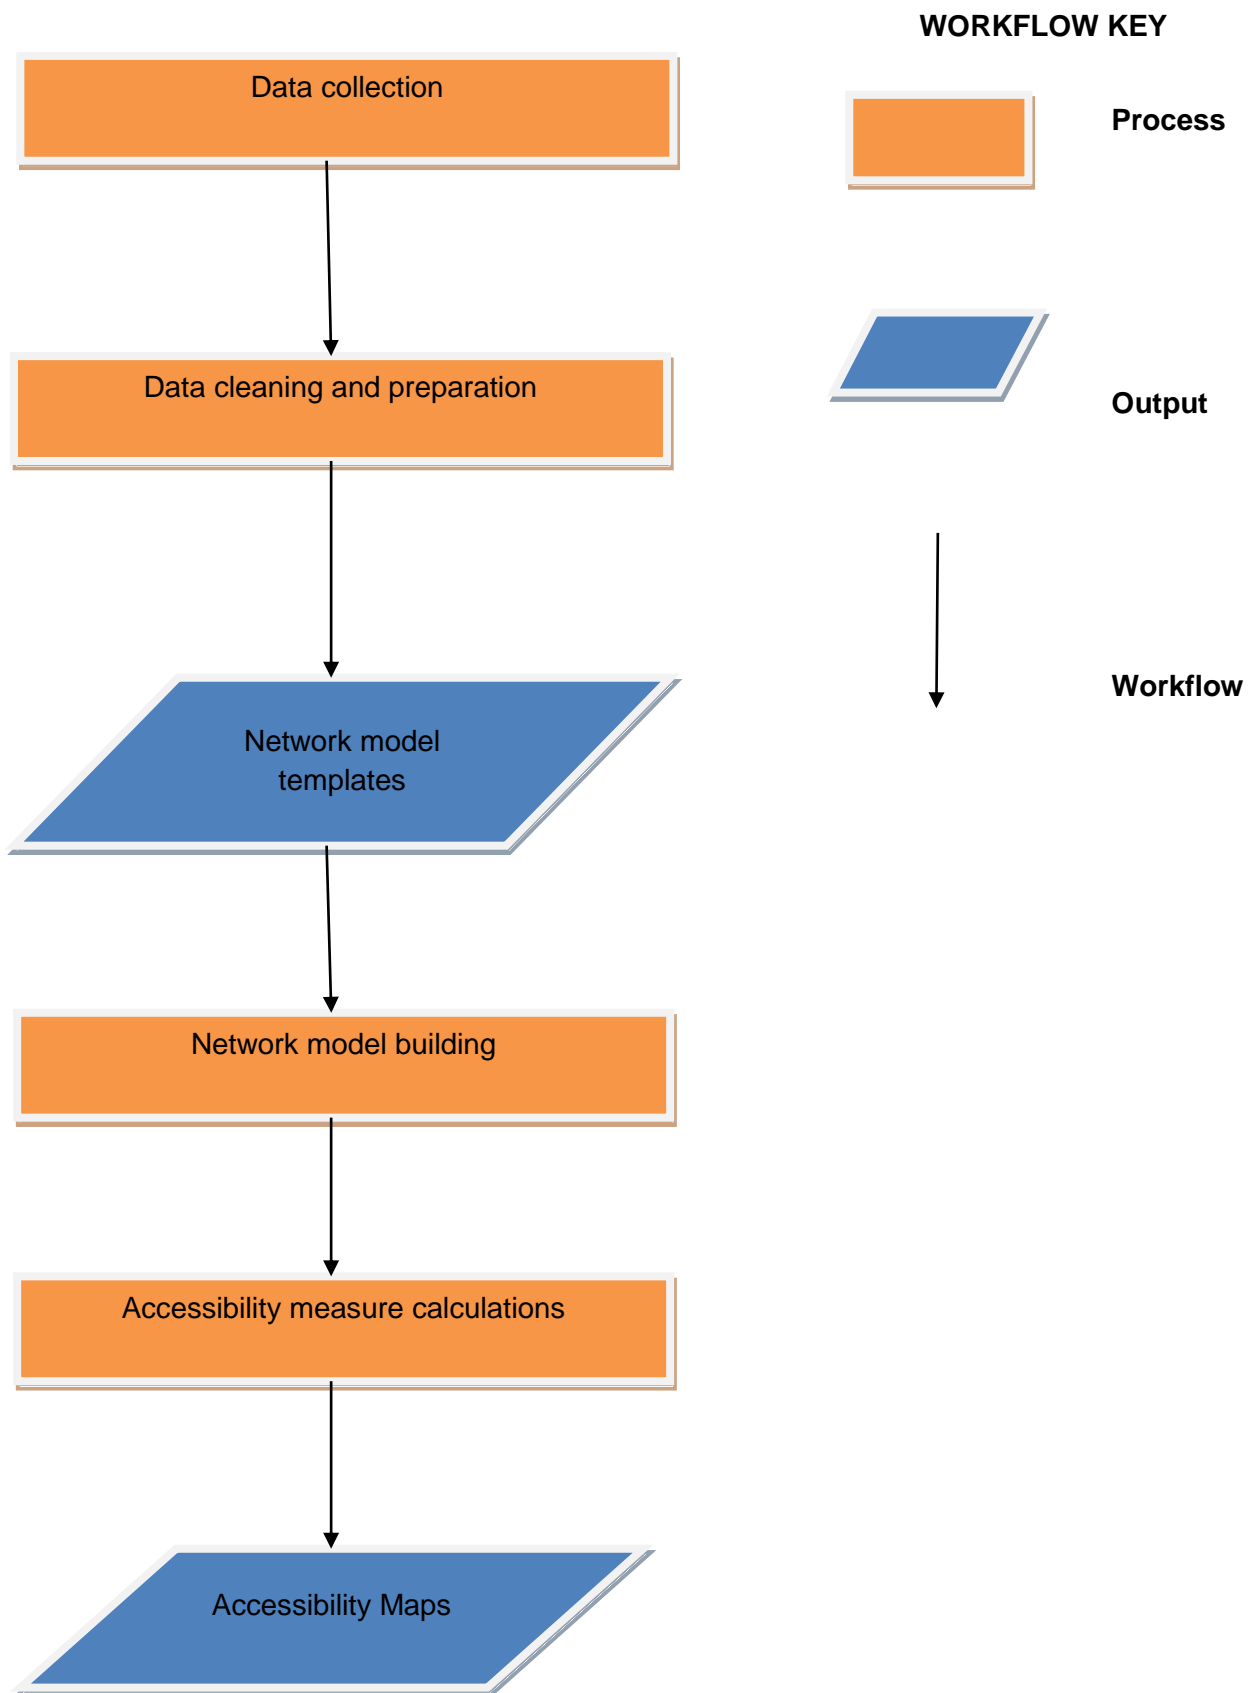 WORKFLOW KEY
Data collection
Process
Data cleaning and preparation
Output
Network model
templates
Workflow
Network model building
Accessibility measure calculations
Accessibility Maps